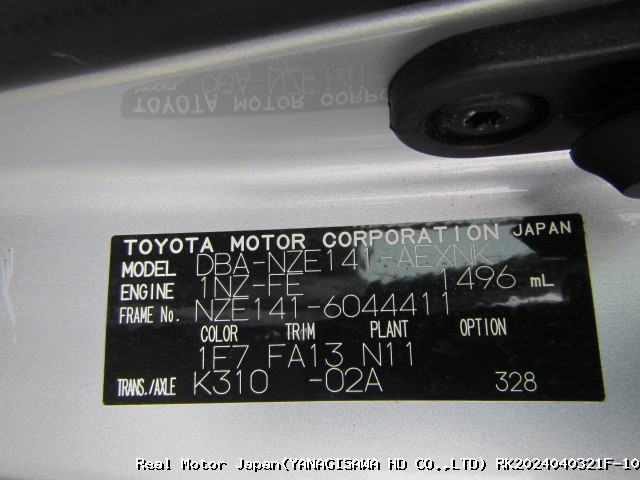 TOYOTA MOTOR CORPORATION JAPAN
MODEL DBA-NZE141-AEXNK
ENGINE 1NZ-FE 1496 mL
FRAME No. NZE141-6044411
COLOR TRIM PLANT OPTION
1F7 FA13 N11
TRANS./AXLE K310 -02A 328
Real Motor Japan(YANAGISAWA HD CO.,LTD) RK2024040321F-10